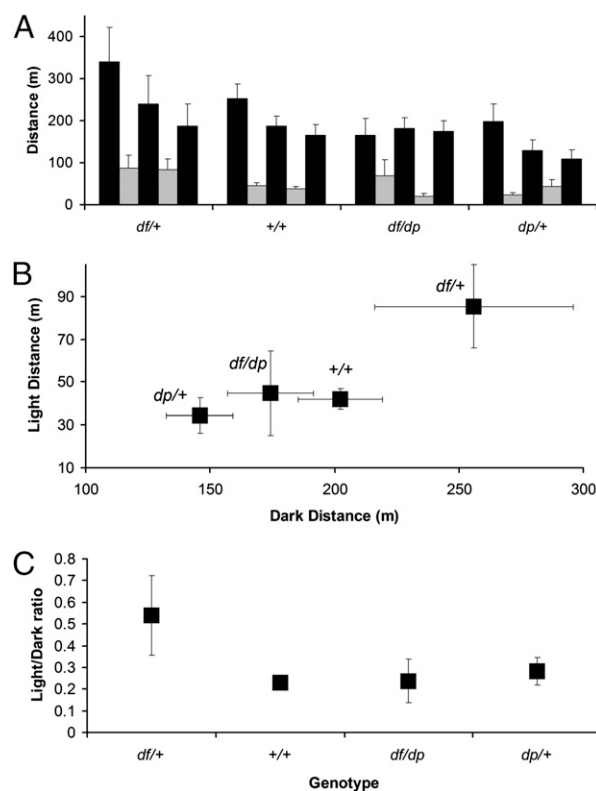 A
Distance (m)
400
300
200
100
0
df/+ +/+ df/dp dp/+
B
Light Distance (m)
90
70
50
30
10
df/+
df/dp
+/+
dp/+
100 150 200 250 300
Dark Distance (m)
C
Light/Dark ratio
0.8
0.7
0.6
0.5
0.4
0.3
0.2
0.1
0
df/+ +/+ df/dp dp/+
Genotype